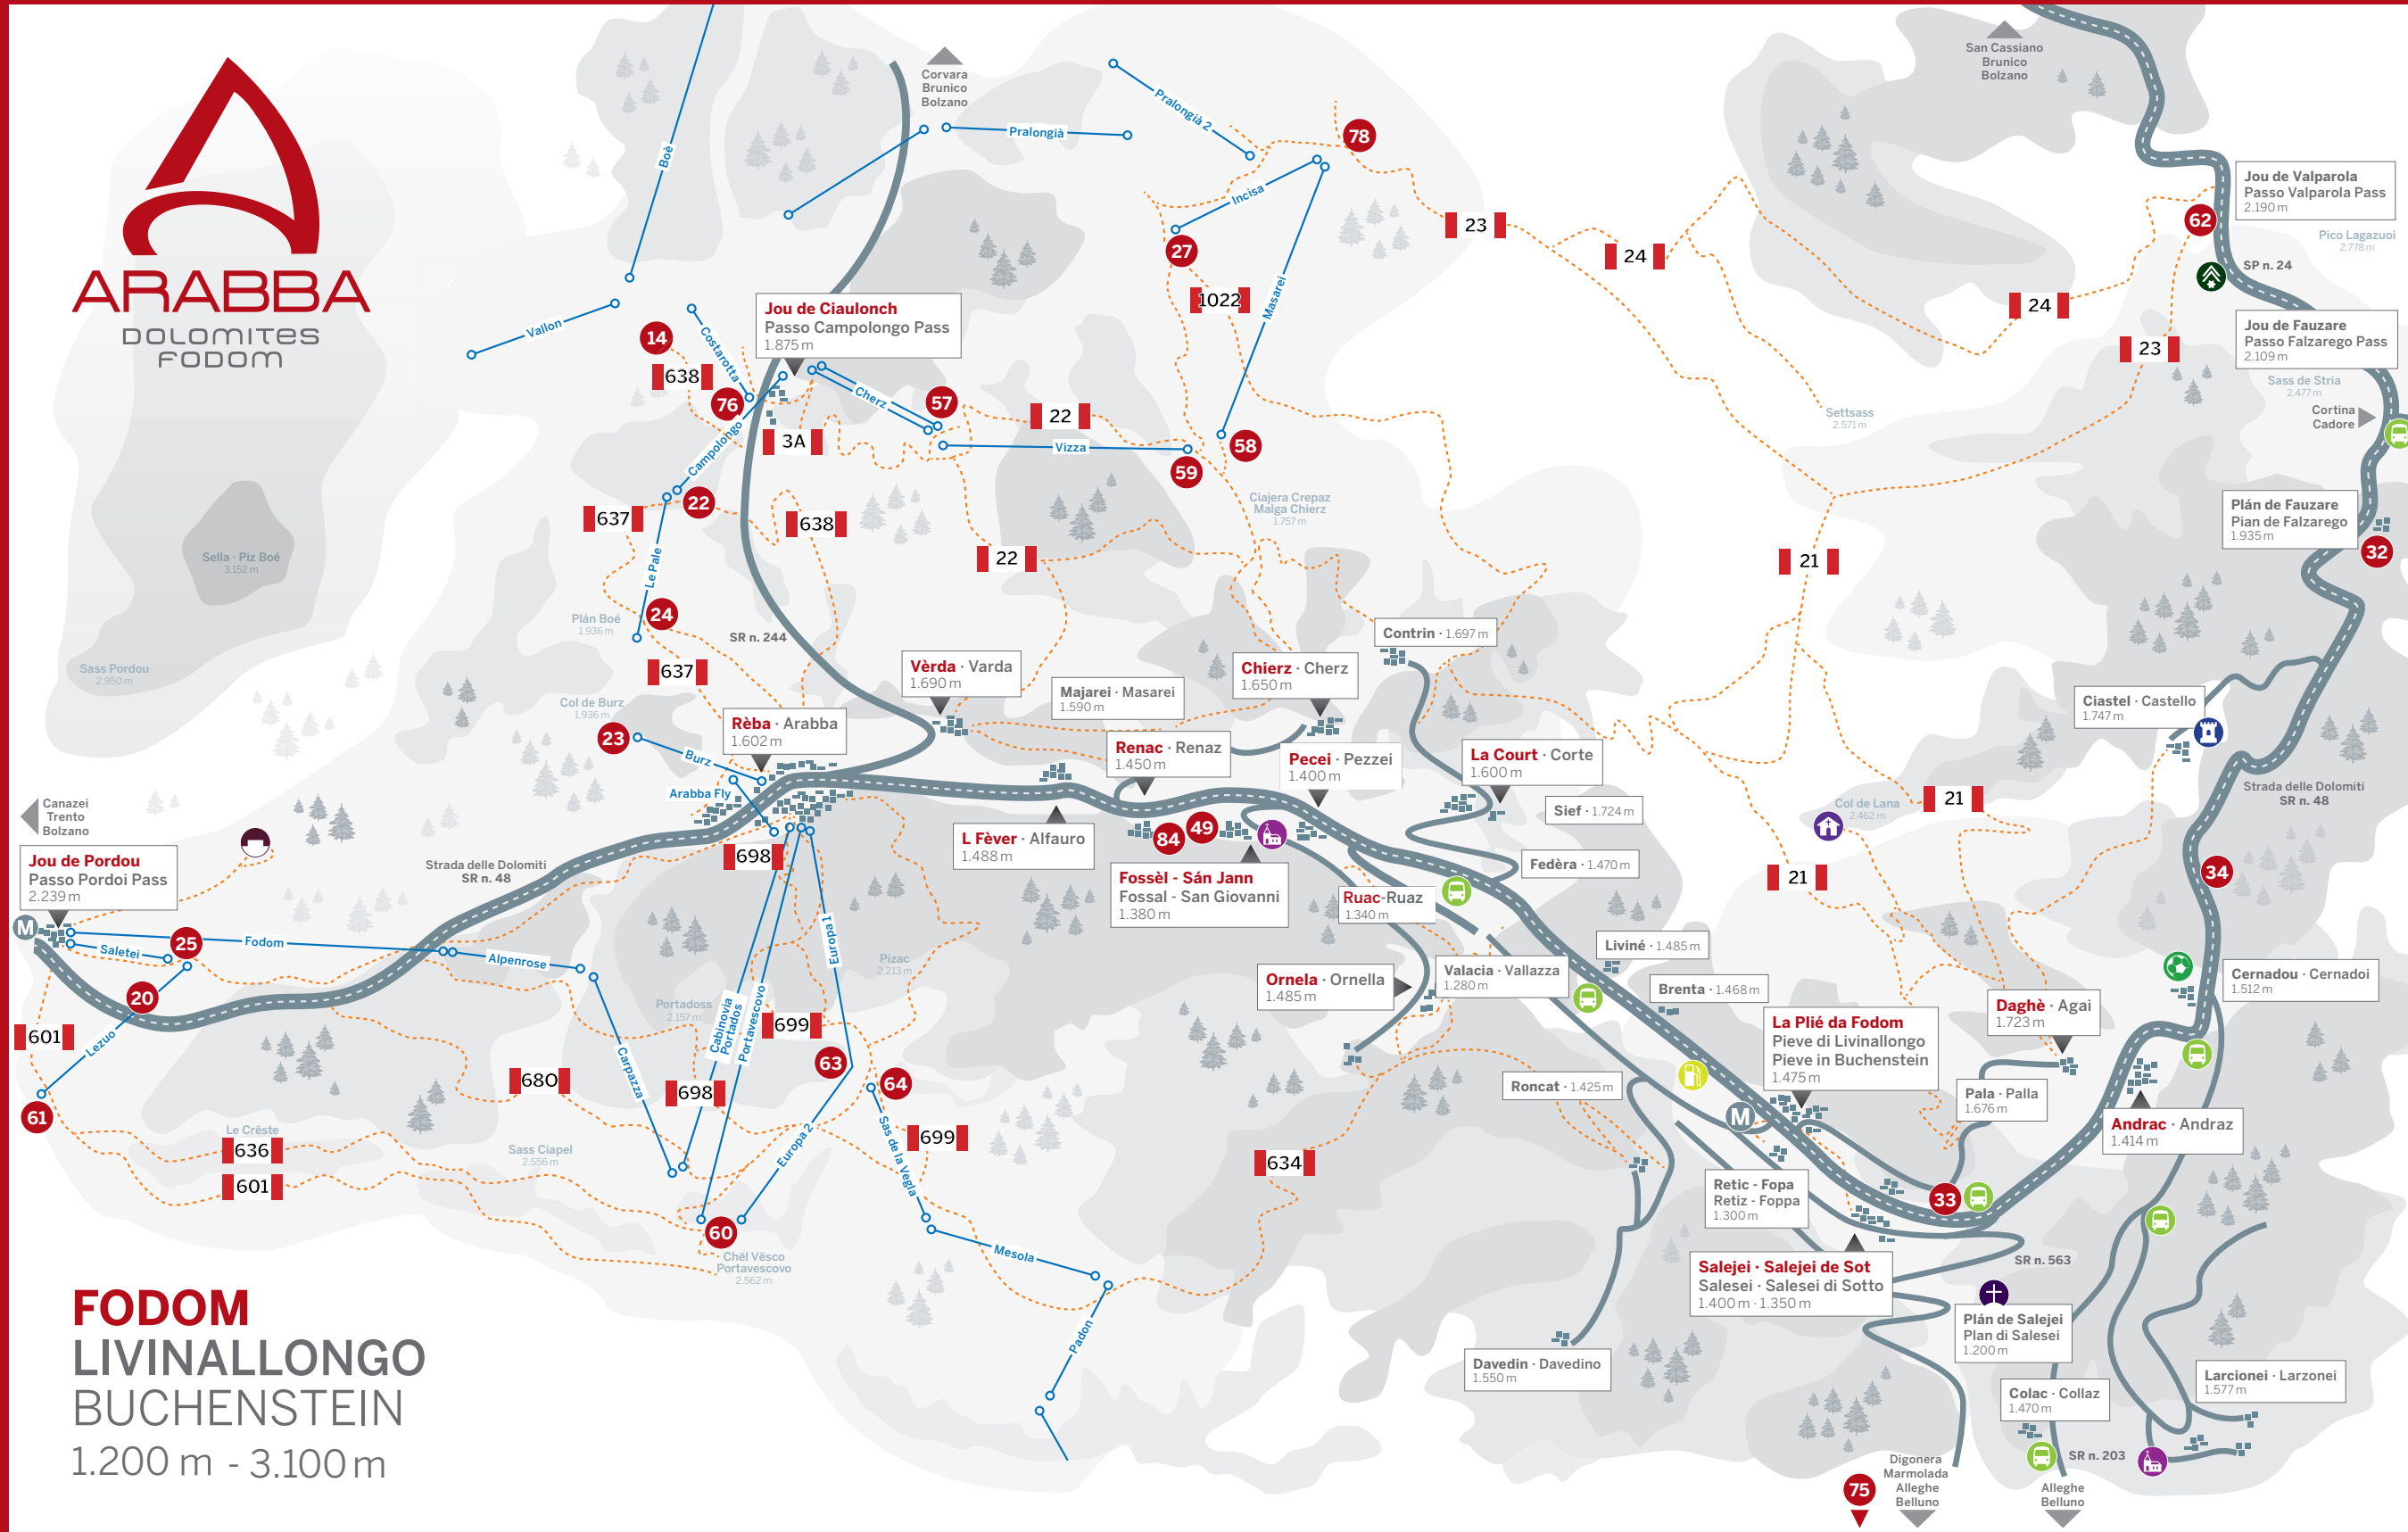 ARABBA
DOLOMITES
FODOM
Corvara
Brunico
Bolzano
San Cassiano
Brunico
Bolzano
Boè
Pralongià
Pralongià 2
78
Incisa
27
23
24
1022
Masarei
Jou de Valparola
Passo Valparola Pass
2.190 m
62
Pico Lagazuoi
2.778 m
SP n. 24
24
23
Jou de Fauzare
Passo Falzarego Pass
2.109 m
Sass de Stria
2.477 m
Cortina
Cadore
Vallon
14
Costarotta
638
76
Jou de Ciaulonch
Passo Campolongo Pass
1.875 m
Cherz
57
22
3A
Vizza
58
59
Campolongo
22
637
638
22
Ciajera Crepaz
Malga Chierz
1.757 m
Settsass
2.571 m
21
Plán de Fauzare
Pian de Falzarego
1.935 m
32
Sella · Piz Boé
3.152 m
Le Pale
24
Plán Boé
1.936 m
SR n. 244
637
Sass Pordou
2.950 m
Col de Burz
1.936 m
23
Burz
Rèba · Arabba
1.602 m
Arabba Fly
Vèrda · Varda
1.690 m
Majarei · Masarei
1.590 m
Chierz · Cherz
1.650 m
Contrin · 1.697 m
Renac · Renaz
1.450 m
Pecei · Pezzei
1.400 m
La Court · Corte
1.600 m
Sief · 1.724 m
Fedèra · 1.470 m
Ciastel · Castello
1.747 m
Strada delle Dolomiti
SR n. 48
Col de Lana
2.462 m
21
21
34
Canazei
Trento
Bolzano
Jou de Pordou
Passo Pordoi Pass
2.239 m
M
Strada delle Dolomiti
SR n. 48
698
L Fèver · Alfauro
1.488 m
84
49
Fossèl - Sán Jann
Fossal - San Giovanni
1.380 m
Ruac-Ruaz
1.340 m
Fodom
Saletei
25
Alpenrose
20
Lezuo
601
61
Europa 1
Pizac
2.213 m
Portadoss
2.157 m
Cabinovia
Portados
Portavescovo
699
63
64
Carpazza
680
698
Ornela · Ornella
1.485 m
Valacia · Vallazza
1.280 m
Liviné · 1.485 m
Brenta · 1.468 m
La Plié da Fodom
Pieve di Livinallongo
Pieve in Buchenstein
1.475 m
Daghè · Agai
1.723 m
Cernadou · Cernadoi
1.512 m
Pala · Palla
1.676 m
Andrac · Andraz
1.414 m
Roncat · 1.425 m
M
Le Crëste
636
601
Sass Ciapel
2.556 m
Europa 2
Sas de la Vegla
699
634
60
Chël Vësco
Portavescovo
2.562 m
Mesola
Padon
Retic - Fopa
Retiz - Foppa
1.300 m
33
Salejei · Salejei de Sot
Salesei · Salesei di Sotto
1.400 m · 1.350 m
SR n. 563
Plán de Salejei
Plan di Salesei
1.200 m
Davedin · Davedino
1.550 m
Colac · Collaz
1.470 m
Larcionei · Larzonei
1.577 m
SR n. 203
75
Digonera
Marmolada
Alleghe
Belluno
Alleghe
Belluno
FODOM
LIVINALLONGO
BUCHENSTEIN
1.200 m - 3.100 m